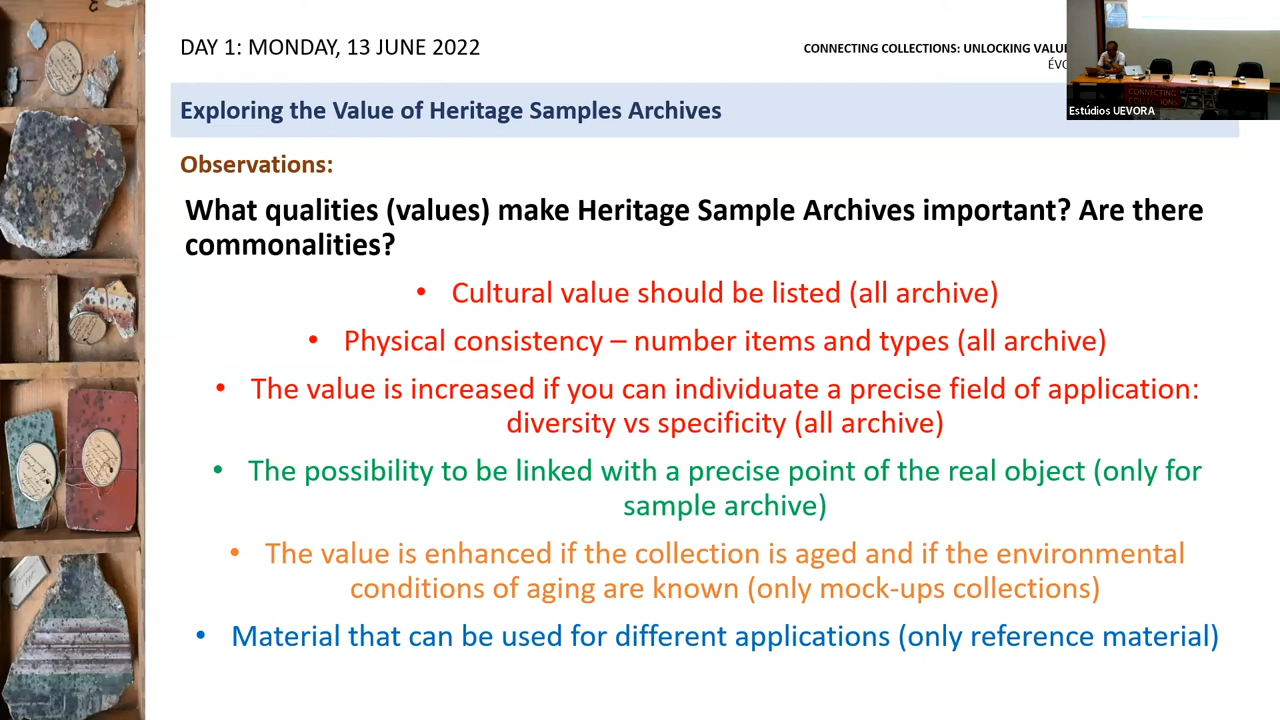 DAY 1: MONDAY, 13 JUNE 2022
CONNECTING COLLECTIONS: UNLOCKING
Estúdios UEVORA
Exploring the Value of Heritage Samples Archives
Observations:
What qualities (values) make Heritage Sample Archives important? Are there
commonalities?
• Cultural value should be listed (all archive)
• Physical consistency – number items and types (all archive)
• The value is increased if you can individuate a precise field of application:
diversity vs specificity (all archive)
• The possibility to be linked with a precise point of the real object (only for
sample archive)
• The value is enhanced if the collection is aged and if the environmental
conditions of aging are known (only mock-ups collections)
• Material that can be used for different applications (only reference material)